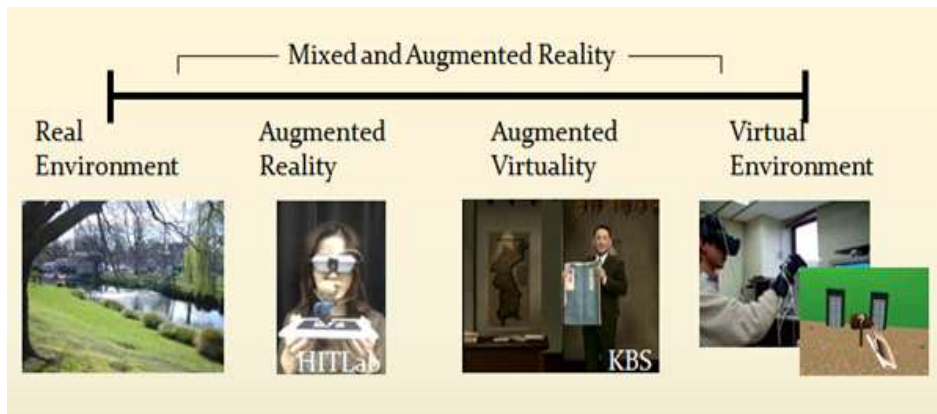 Mixed and Augmented Reality
Real
Environment
Augmented
Reality
Augmented
Virtuality
Virtual
Environment
HITLab
KBS